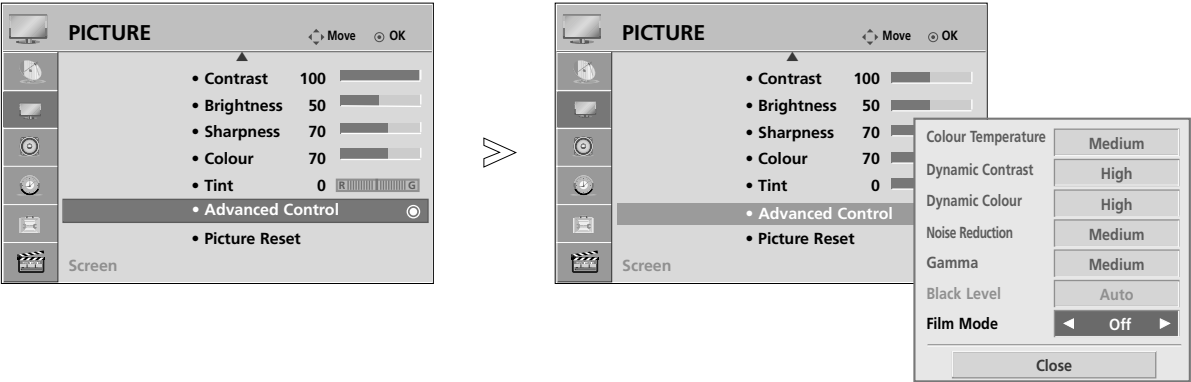 PICTURE Move OK
• Contrast 100
• Brightness 50
• Sharpness 70
• Colour 70
• Tint 0 R G
• Advanced Control
• Picture Reset
Screen
>
PICTURE Move OK
• Contrast 100
• Brightness 50
• Sharpness 70
• Colour 70
• Tint 0
• Advanced Control
• Picture Reset
Screen
Colour Temperature Medium
Dynamic Contrast High
Dynamic Colour High
Noise Reduction Medium
Gamma Medium
Black Level Auto
Film Mode ◄ Off ►
Close